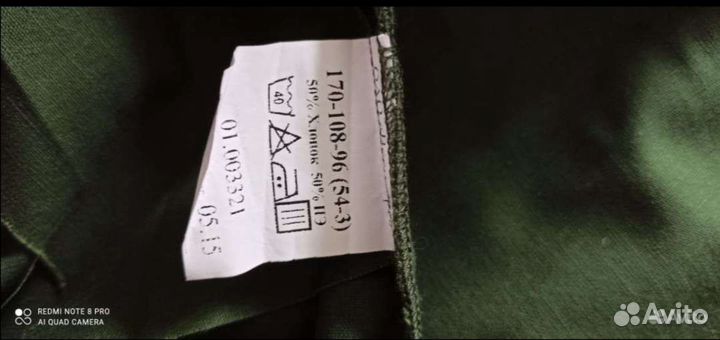 170-108-96 (54-3)
50% Хлопок 50% ПЭ
40
01.003321
05.15
REDMI NOTE 8 PRO
AI QUAD CAMERA
Avito